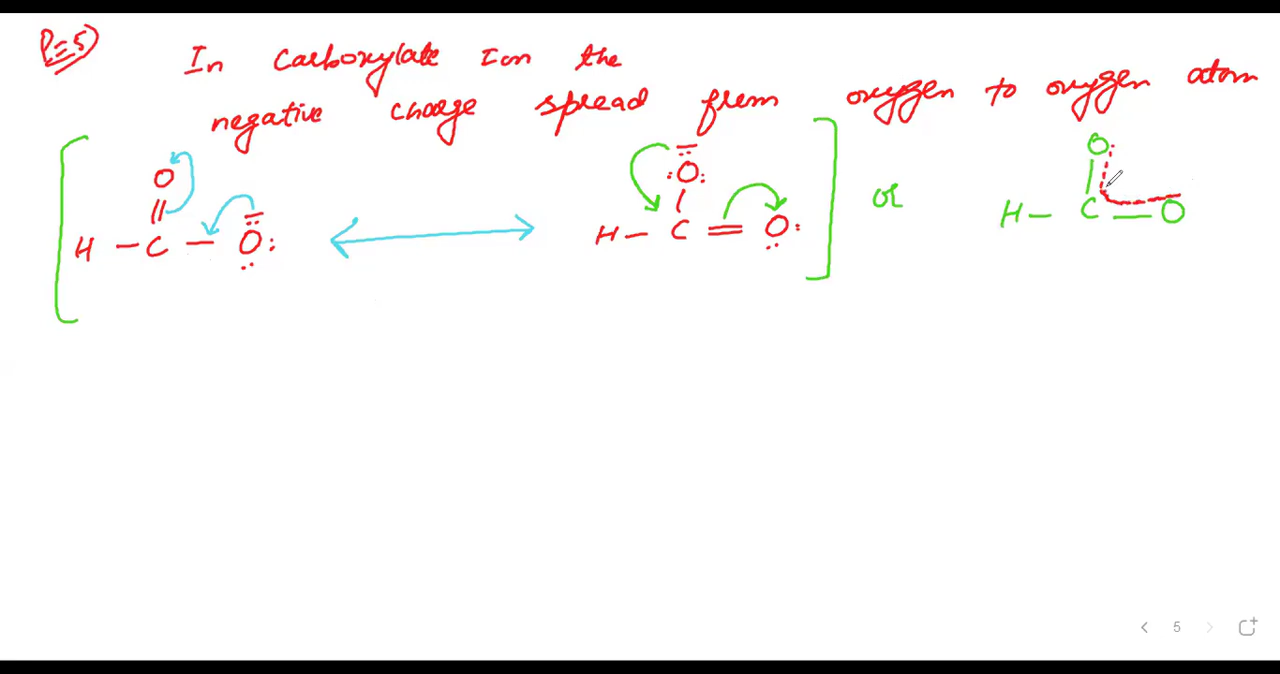 P=5)
In Carboxylate Ion the
negative charge spread from oxygen to oxygen atom
O
H - C - O:
:O:
H - C = O:
or
O:
H - C - O
5